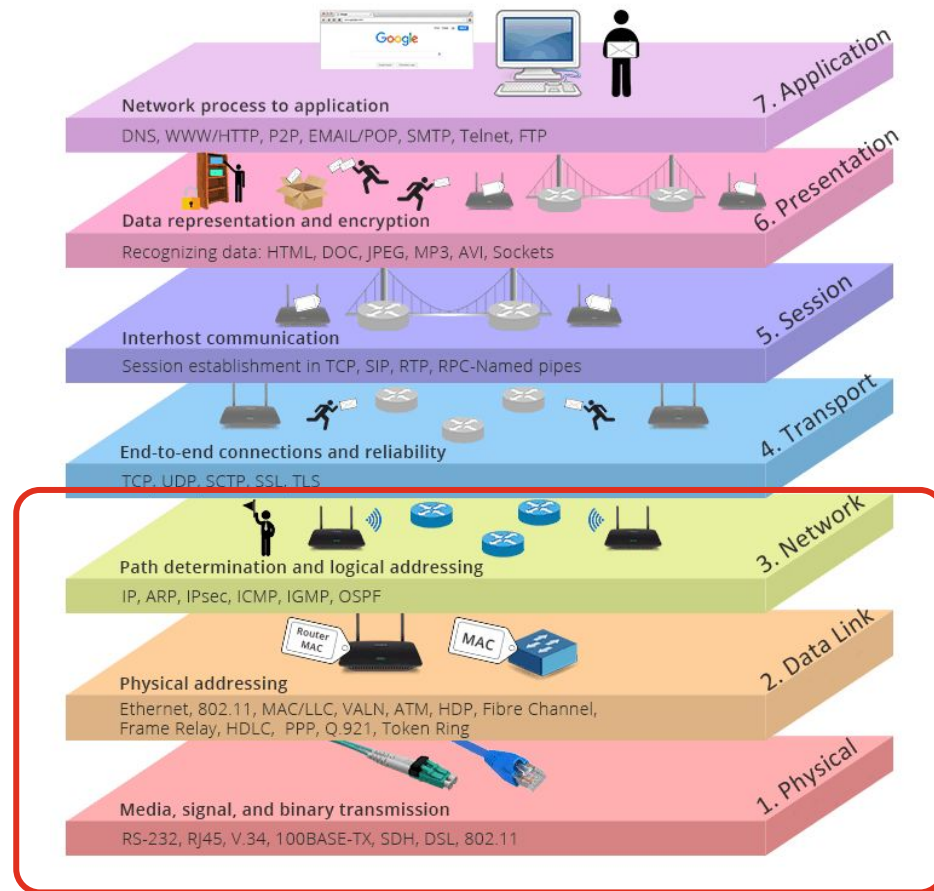 Google
7. Application
Network process to application
DNS, WWW/HTTP, P2P, EMAIL/POP, SMTP, Telnet, FTP
6. Presentation
Data representation and encryption
Recognizing data: HTML, DOC, JPEG, MP3, AVI, Sockets
5. Session
Interhost communication
Session establishment in TCP, SIP, RTP, RPC-Named pipes
4. Transport
End-to-end connections and reliability
TCP, UDP, SCTP, SSL, TLS
3. Network
Path determination and logical addressing
IP, ARP, IPsec, ICMP, IGMP, OSPF
Router
MAC
MAC
2. Data Link
Physical addressing
Ethernet, 802.11, MAC/LLC, VALN, ATM, HDP, Fibre Channel,
Frame Relay, HDLC, PPP, Q.921, Token Ring
1. Physical
Media, signal, and binary transmission
RS-232, RJ45, V.34, 100BASE-TX, SDH, DSL, 802.11